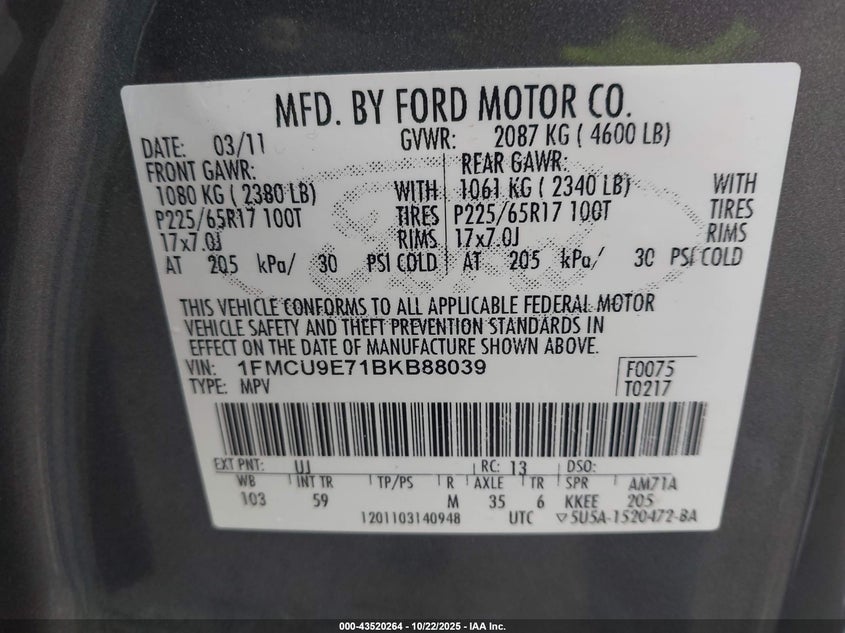 MFD. BY FORD MOTOR CO.
DATE: 03/11 GVWR: 2087 KG ( 4600 LB)
FRONT GAWR: REAR GAWR:
1080 KG ( 2380 LB) WITH 1061 KG ( 2340 LB) WITH
P225/65R17 100T TIRES P225/65R17 100T TIRES
17x7.0J RIMS 17x7.0J RIMS
AT 205 kPa/ 30 PSI COLD AT 205 kPa/ 30 PSI COLD
THIS VEHICLE CONFORMS TO ALL APPLICABLE FEDERAL MOTOR
VEHICLE SAFETY AND THEFT PREVENTION STANDARDS IN
EFFECT ON THE DATE OF MANUFACTURE SHOWN ABOVE.
VIN: 1FMCU9E71BKB88039 F0075
TYPE: MPV T0217
EXT PNT: UJ RC: 13 DSO:
WB INT TR TP/PS R AXLE TR SPR AM71A
103 59 M 35 6 KKEE 205
1201103140948 UTC ▽5U5A-1520472-BA
000-43520264 - 10/22/2025 - IAA Inc.